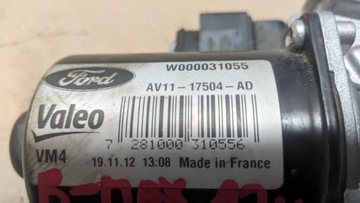 W000031055
Ford
AV11-17504-AD
Valeo
7 281000 310556
VM4
19.11.12 13:08 Made in France